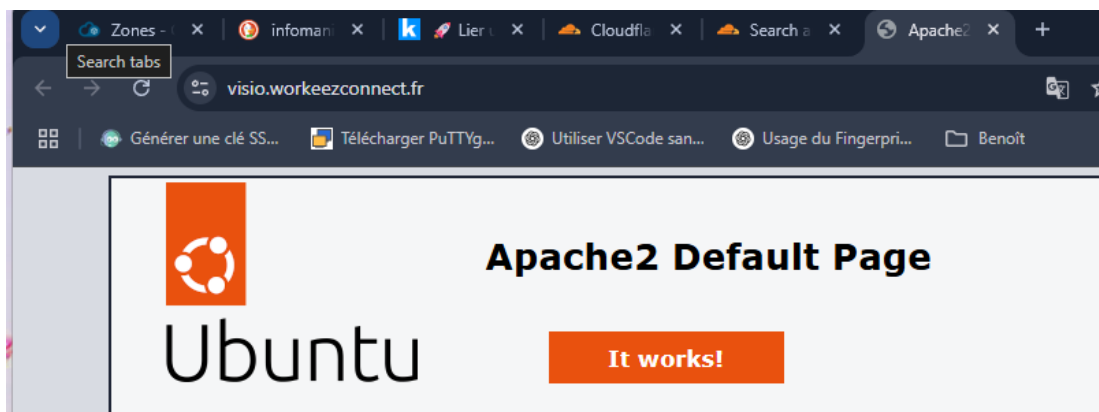 Zones - infoman Lier Cloudfla Search a Apache2
Search tabs
visio.workeezconnect.fr
Générer une clé SS... Télécharger PuTTYg... Utiliser VSCode san... Usage du Fingerpri... Benoît
Apache2 Default Page
Ubuntu
It works!